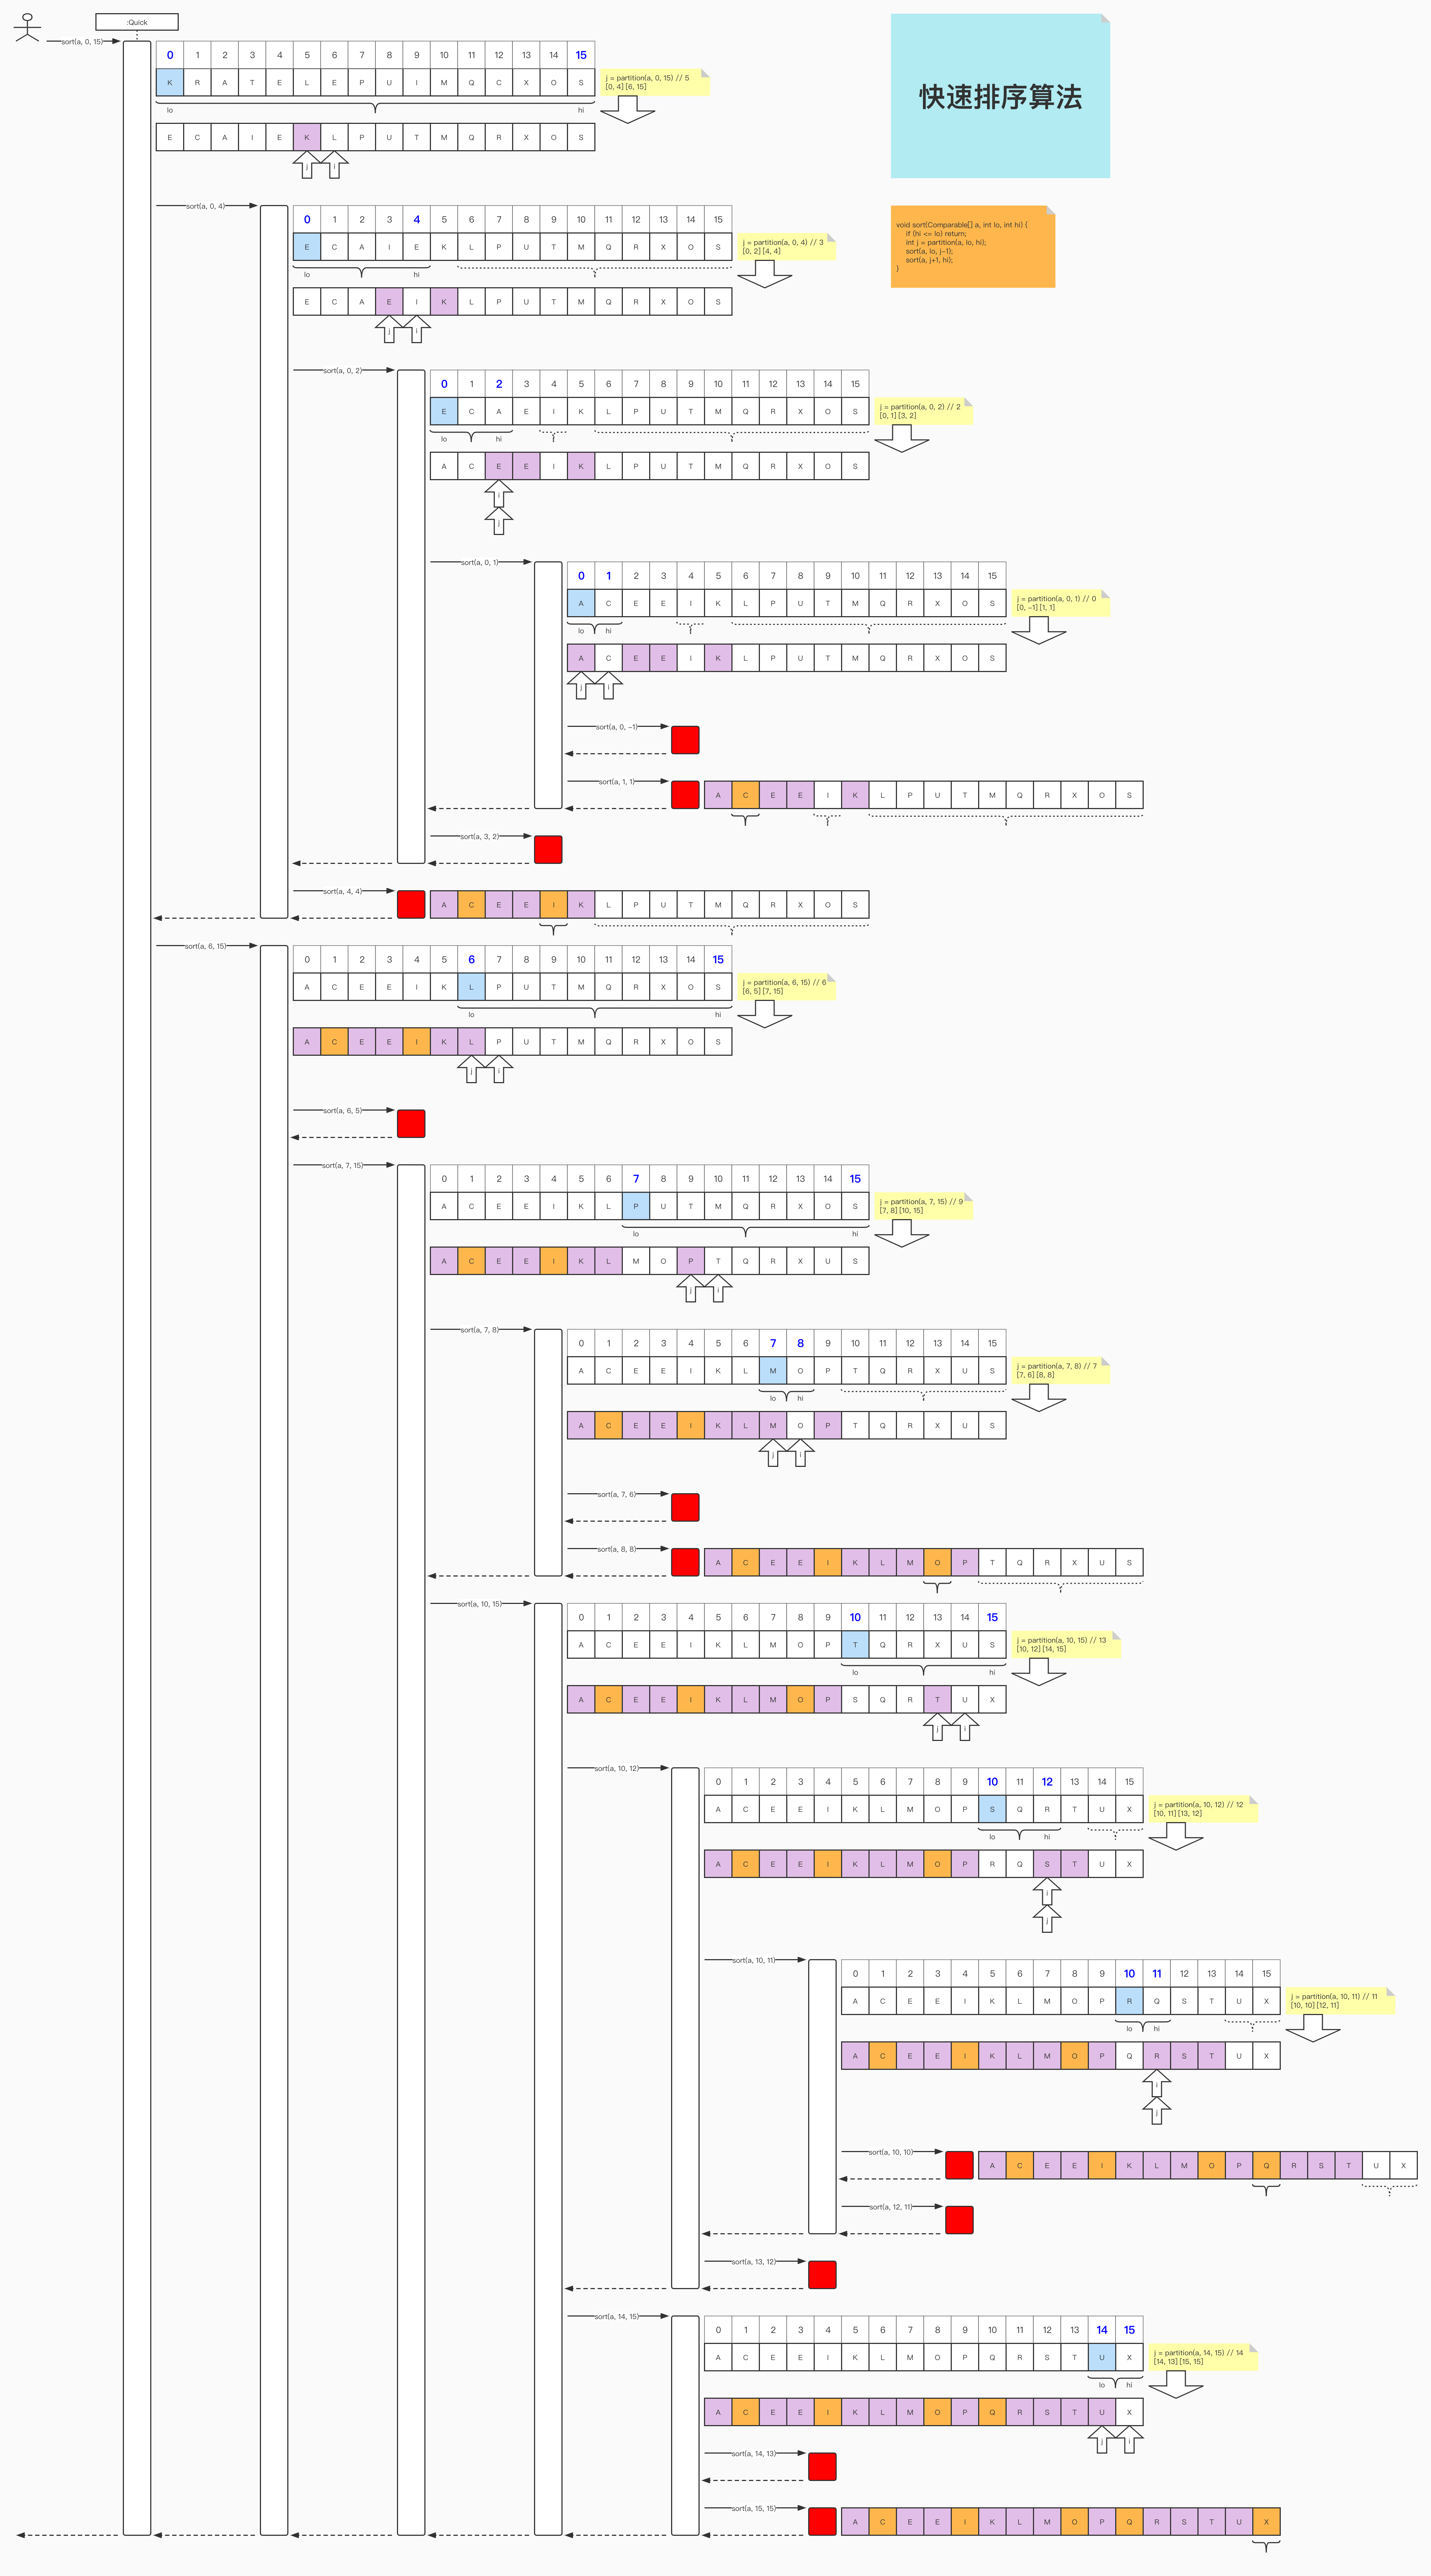 :Quick
sort(a, 0, 15)
0 1 2 3 4 5 6 7 8 9 10 11 12 13 14 15
K R A T E L E P U I M Q C X O S
lo hi
j = partition(a, 0, 15) // 5
[0, 4] [6, 15]
E C A I E K L P U T M Q R X O S
j i
快速排序算法
sort(a, 0, 4)
0 1 2 3 4 5 6 7 8 9 10 11 12 13 14 15
E C A I E K L P U T M Q R X O S
lo hi
j = partition(a, 0, 4) // 3
[0, 2] [4, 4]
E C A E I K L P U T M Q R X O S
j i
void sort(Comparable[] a, int lo, int hi) {
if (hi <= lo) return;
int j = partition(a, lo, hi);
sort(a, lo, j-1);
sort(a, j+1, hi);
}
sort(a, 0, 2)
0 1 2 3 4 5 6 7 8 9 10 11 12 13 14 15
E C A E I K L P U T M Q R X O S
lo hi
j = partition(a, 0, 2) // 2
[0, 1] [3, 2]
A C E E I K L P U T M Q R X O S
i
j
sort(a, 0, 1)
0 1 2 3 4 5 6 7 8 9 10 11 12 13 14 15
A C E E I K L P U T M Q R X O S
lo hi
j = partition(a, 0, 1) // 0
[0, -1] [1, 1]
A C E E I K L P U T M Q R X O S
j i
sort(a, 0, -1)
sort(a, 1, 1)
A C E E I K L P U T M Q R X O S
sort(a, 3, 2)
sort(a, 4, 4)
A C E E I K L P U T M Q R X O S
sort(a, 6, 15)
0 1 2 3 4 5 6 7 8 9 10 11 12 13 14 15
A C E E I K L P U T M Q R X O S
lo hi
j = partition(a, 6, 15) // 6
[6, 5] [7, 15]
A C E E I K L P U T M Q R X O S
j i
sort(a, 6, 5)
sort(a, 7, 15)
0 1 2 3 4 5 6 7 8 9 10 11 12 13 14 15
A C E E I K L P U T M Q R X O S
lo hi
j = partition(a, 7, 15) // 9
[7, 8] [10, 15]
A C E E I K L M O P T Q R X U S
j i
sort(a, 7, 8)
0 1 2 3 4 5 6 7 8 9 10 11 12 13 14 15
A C E E I K L M O P T Q R X U S
lo hi
j = partition(a, 7, 8) // 7
[7, 6] [8, 8]
A C E E I K L M O P T Q R X U S
j i
sort(a, 7, 6)
sort(a, 8, 8)
A C E E I K L M O P T Q R X U S
sort(a, 10, 15)
0 1 2 3 4 5 6 7 8 9 10 11 12 13 14 15
A C E E I K L M O P T Q R X U S
lo hi
j = partition(a, 10, 15) // 13
[10, 12] [14, 15]
A C E E I K L M O P S Q R T U X
j i
sort(a, 10, 12)
0 1 2 3 4 5 6 7 8 9 10 11 12 13 14 15
A C E E I K L M O P S Q R T U X
lo hi
j = partition(a, 10, 12) // 12
[10, 11] [13, 12]
A C E E I K L M O P R Q S T U X
i
j
sort(a, 10, 11)
0 1 2 3 4 5 6 7 8 9 10 11 12 13 14 15
A C E E I K L M O P R Q S T U X
lo hi
j = partition(a, 10, 11) // 11
[10, 10] [12, 11]
A C E E I K L M O P Q R S T U X
i
j
sort(a, 10, 10)
A C E E I K L M O P Q R S T U X
sort(a, 12, 11)
sort(a, 13, 12)
sort(a, 14, 15)
0 1 2 3 4 5 6 7 8 9 10 11 12 13 14 15
A C E E I K L M O P Q R S T U X
lo hi
j = partition(a, 14, 15) // 14
[14, 13] [15, 15]
A C E E I K L M O P Q R S T U X
j i
sort(a, 14, 13)
sort(a, 15, 15)
A C E E I K L M O P Q R S T U X